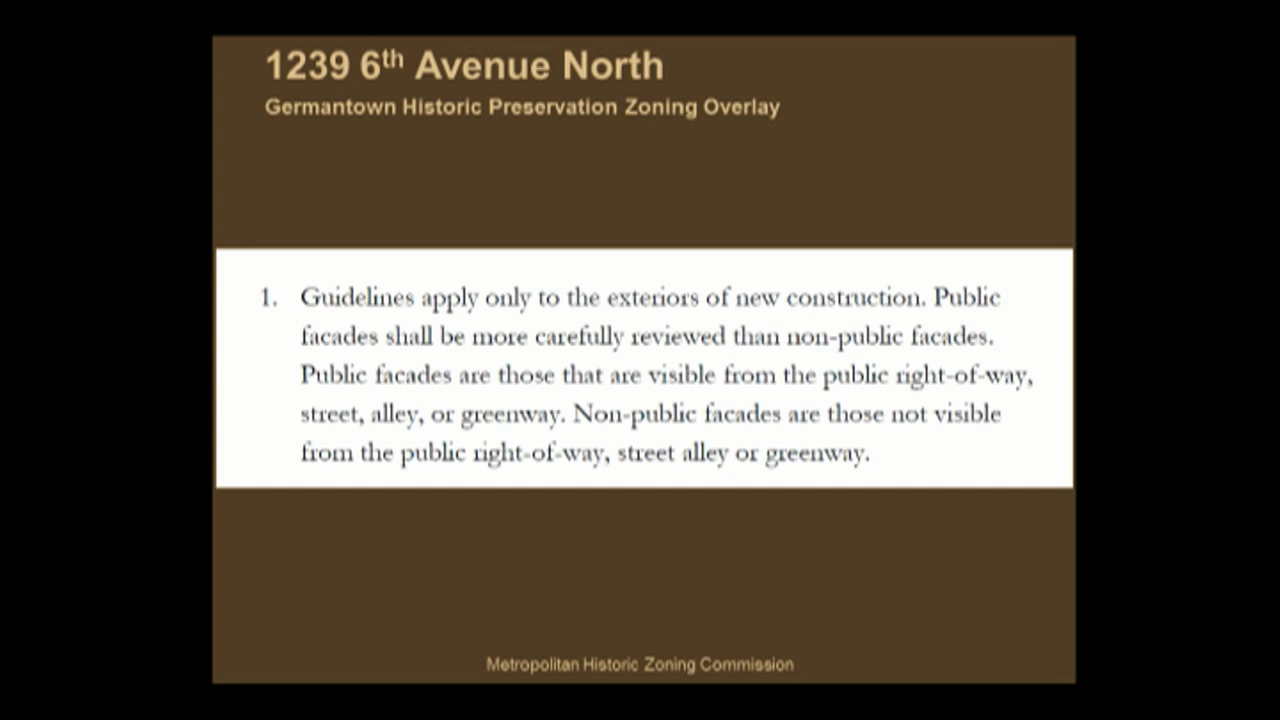 1239 6th Avenue North
Germantown Historic Preservation Zoning Overlay
1. Guidelines apply only to the exteriors of new construction. Public
facades shall be more carefully reviewed than non-public facades.
Public facades are those that are visible from the public right-of-way,
street, alley, or greenway. Non-public facades are those not visible
from the public right-of-way, street alley or greenway.
Metropolitan Historic Zoning Commission